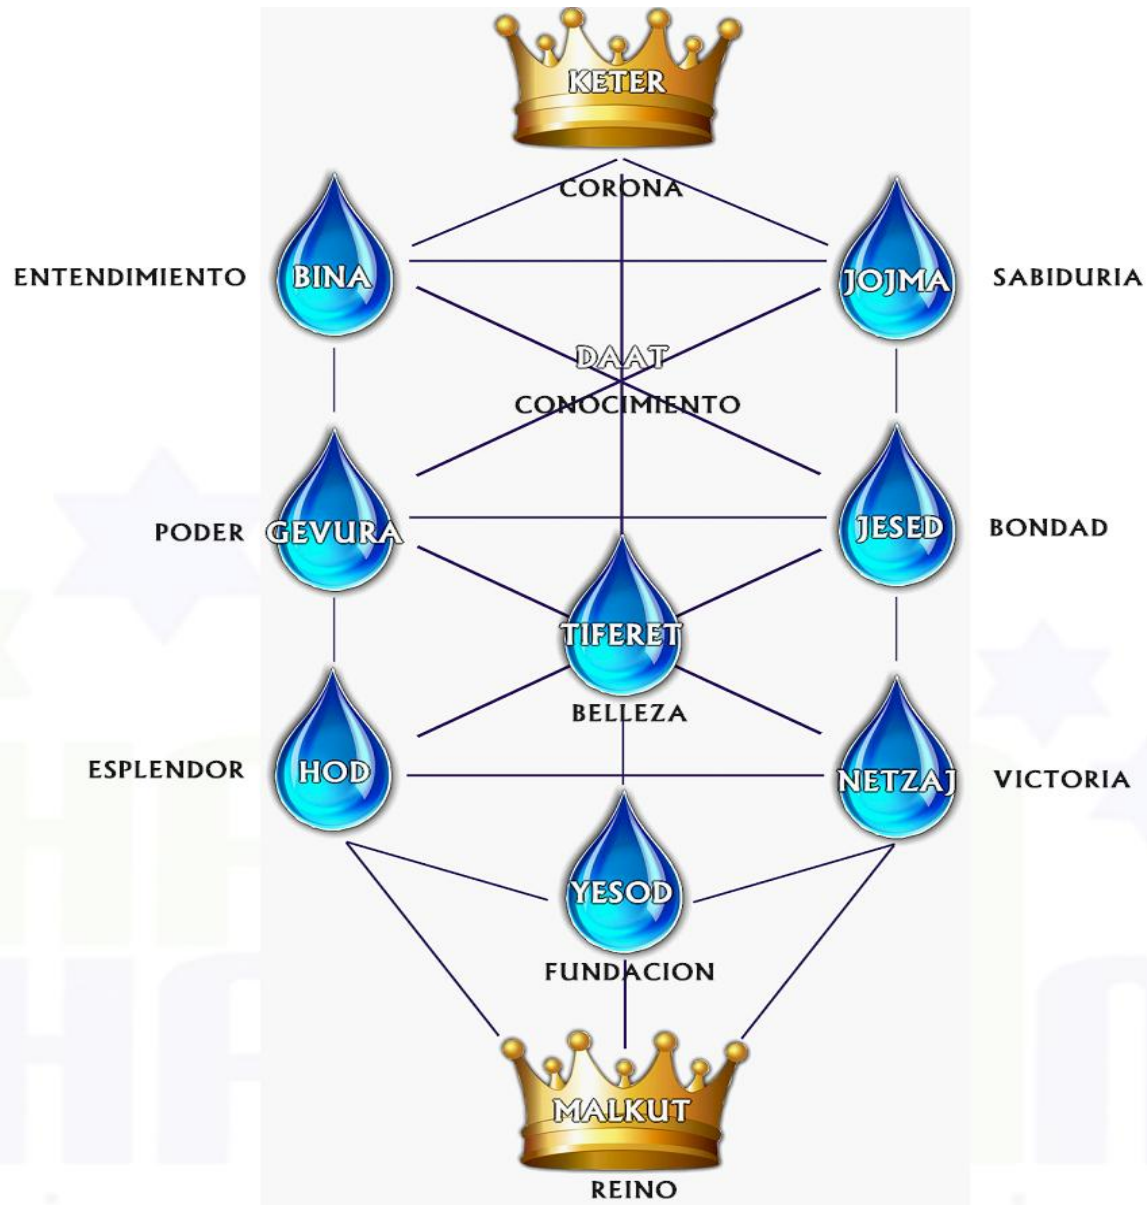 KETER
CORONA
ENTENDIMIENTO BINA JOJMA SABIDURIA
DAAT
CONOCIMIENTO
PODER GEVURA JESED BONDAD
TIFERET
BELLEZA
ESPLENDOR HOD NETZAJ VICTORIA
YESOD
FUNDACION
MALKUT
REINO